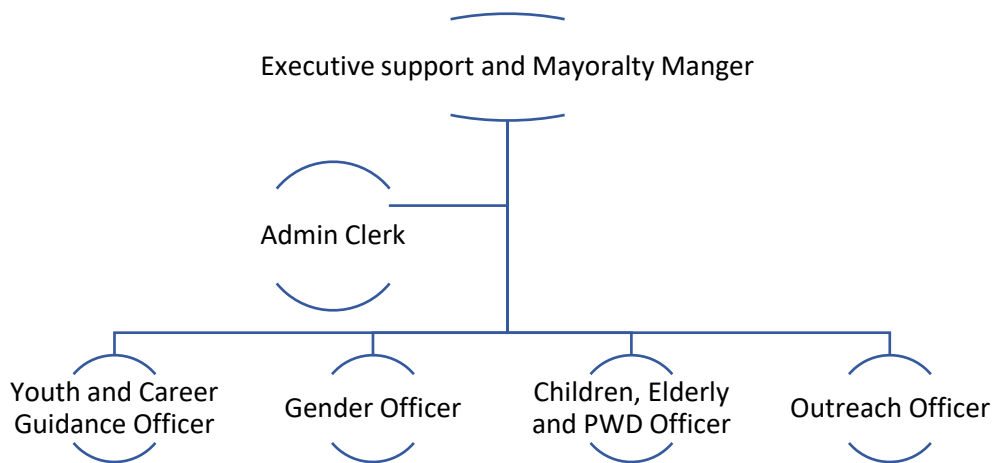 Executive support and Mayoralty Manger
Admin Clerk
Youth and Career
Guidance Officer
Gender Officer
Children, Elderly
and PWD Officer
Outreach Officer